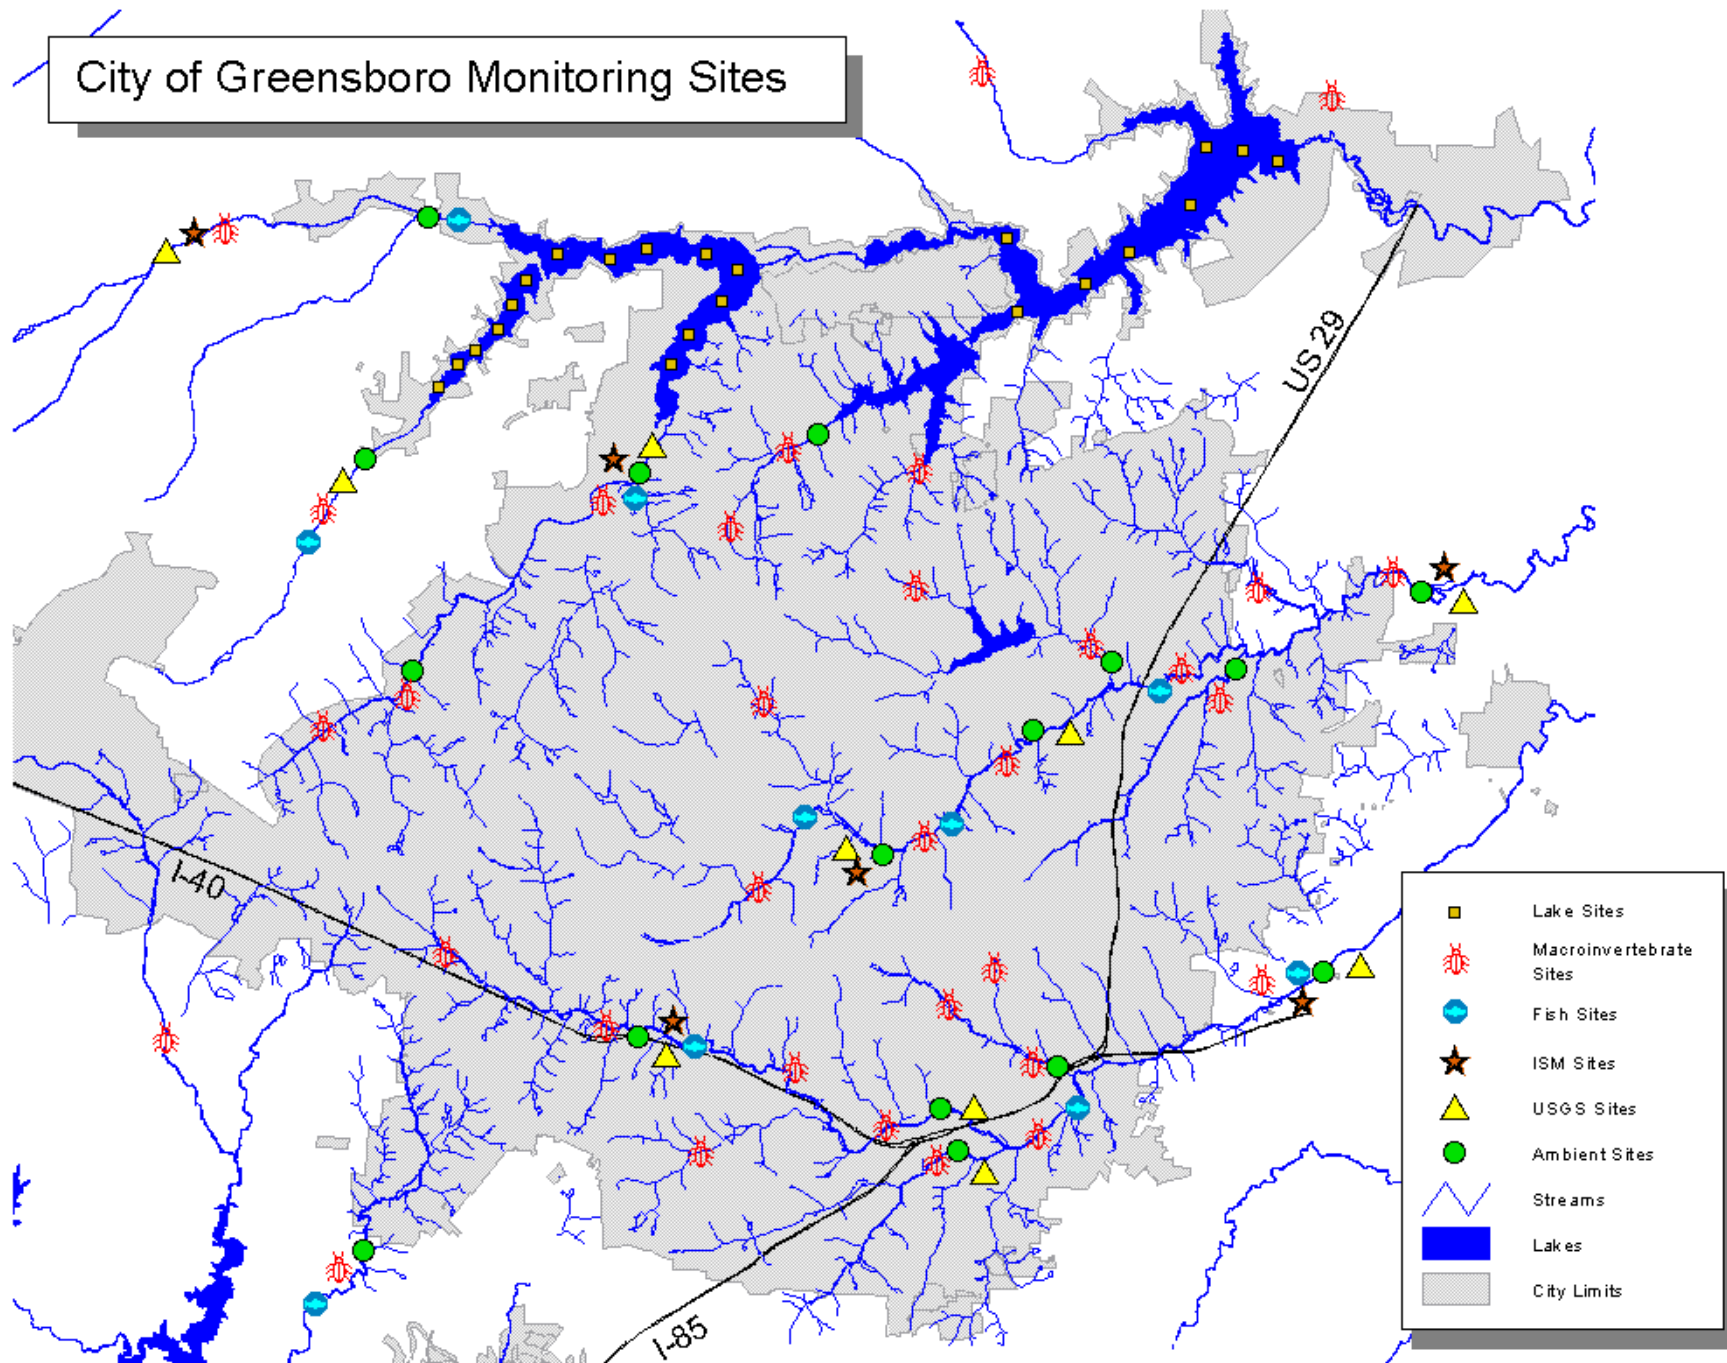 City of Greensboro Monitoring Sites
US 29
I-40
I-85
Lake Sites
Macroinvertebrate
Sites
Fish Sites
ISM Sites
USGS Sites
Ambient Sites
Streams
Lakes
City Limits